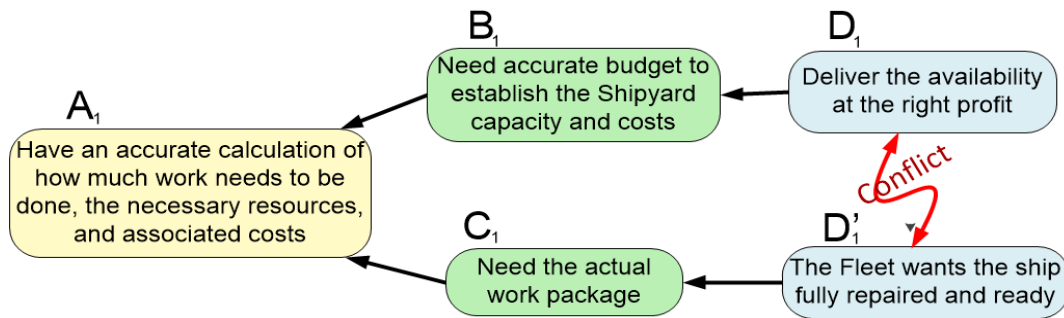 A1
Have an accurate calculation of
how much work needs to be
done, the necessary resources,
and associated costs
B1
Need accurate budget to
establish the Shipyard
capacity and costs
D1
Deliver the availability
at the right profit
Conflict
C1
Need the actual
work package
D'1
The Fleet wants the ship
fully repaired and ready